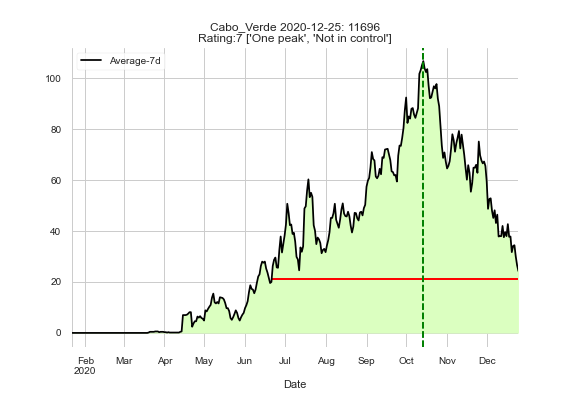 Cabo_Verde 2020-12-25: 11696
Rating:7 ['One peak', 'Not in control']
Average-7d
100
80
60
40
20
0
Feb Mar Apr May Jun Jul Aug Sep Oct Nov Dec
2020
Date